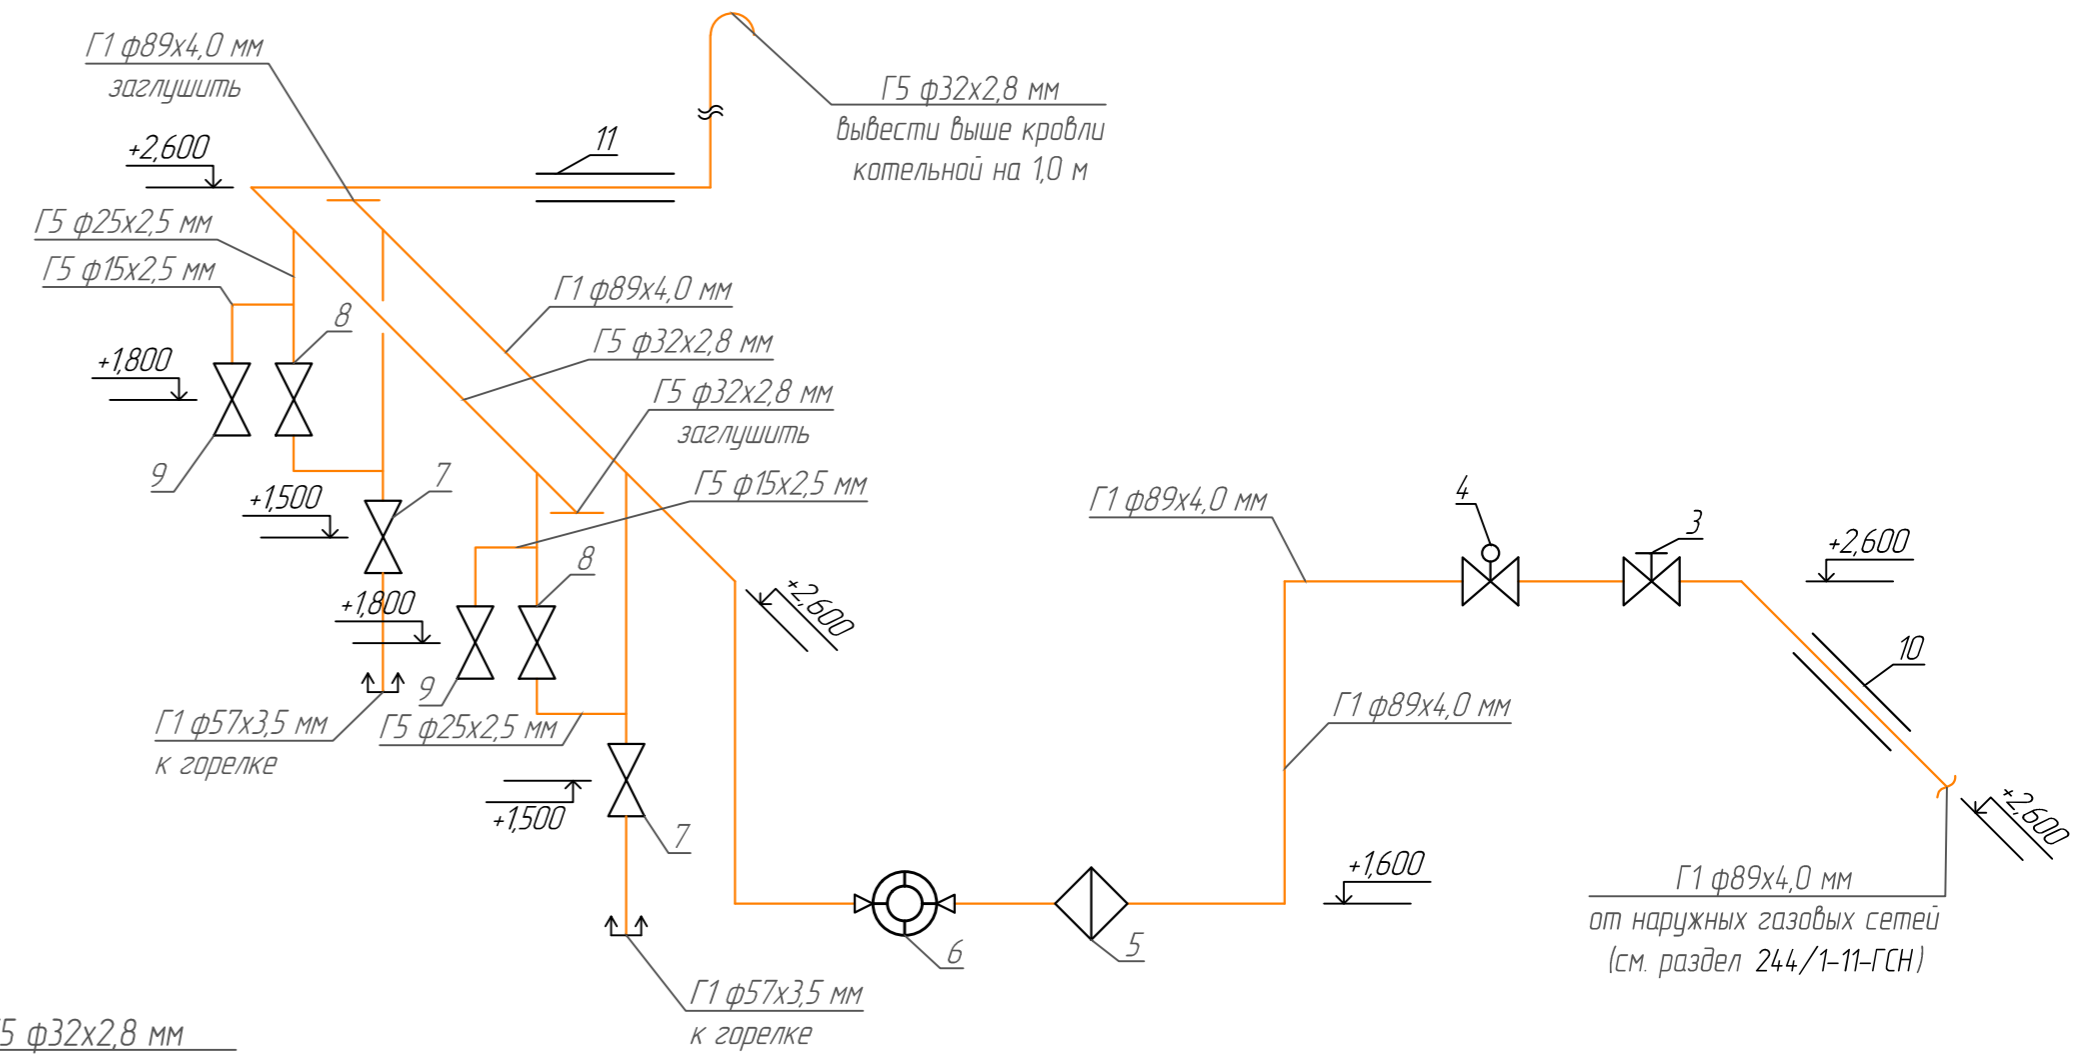 Г1 ф89х4,0 мм
заглушить
Г5 ф32х2,8 мм
вывести выше кровли
котельной на 1,0 м
11
+2,600
Г5 ф25х2,5 мм
Г5 ф15х2,5 мм
8
+1,800
9
Г1 ф89х4,0 мм
Г5 ф32х2,8 мм
Г5 ф32х2,8 мм
заглушить
7
+1,500
Г5 ф15х2,5 мм
8
+1,800
9
Г1 ф57х3,5 мм
к горелке
Г5 ф25х2,5 мм
+2,600
+1,500
7
Г1 ф57х3,5 мм
к горелке
6
5
Г1 ф89х4,0 мм
4
3
+2,600
10
Г1 ф89х4,0 мм
+2,600
+1,600
Г1 ф89х4,0 мм
от наружных газовых сетей
(см. раздел 244/1-11-ГСН)
5 ф32х2,8 мм